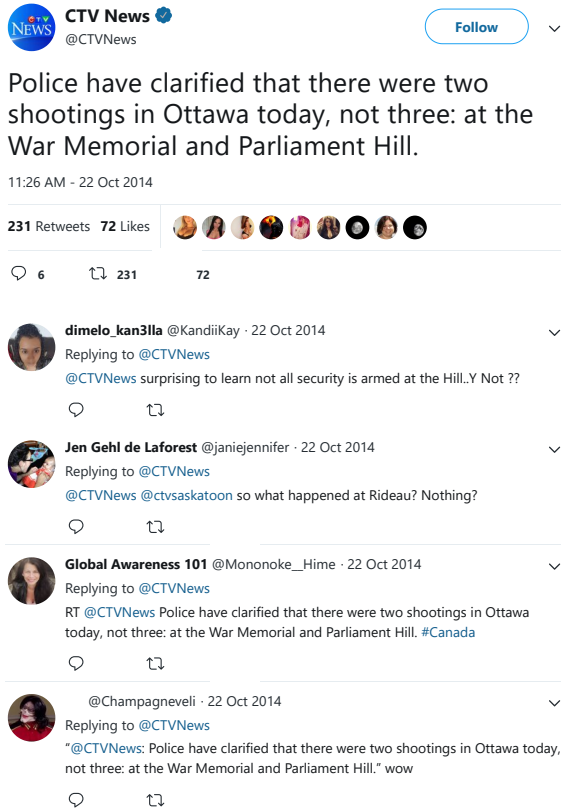 CTV News
CTV
NEWS
@CTVNews
Follow
Police have clarified that there were two
shootings in Ottawa today, not three: at the
War Memorial and Parliament Hill.
11:26 AM - 22 Oct 2014
231 Retweets 72 Likes
6 231 72
dimelo_kan3lla @KandiiKay · 22 Oct 2014
Replying to @CTVNews
@CTVNews surprising to learn not all security is armed at the Hill..Y Not ??
Jen Gehl de Laforest @janiejennifer · 22 Oct 2014
Replying to @CTVNews
@CTVNews @ctvsaskatoon so what happened at Rideau? Nothing?
Global Awareness 101 @Mononoke__Hime · 22 Oct 2014
Replying to @CTVNews
RT @CTVNews Police have clarified that there were two shootings in Ottawa
today, not three: at the War Memorial and Parliament Hill. #Canada
@Champagneveli · 22 Oct 2014
Replying to @CTVNews
“@CTVNews: Police have clarified that there were two shootings in Ottawa today,
not three: at the War Memorial and Parliament Hill.” wow